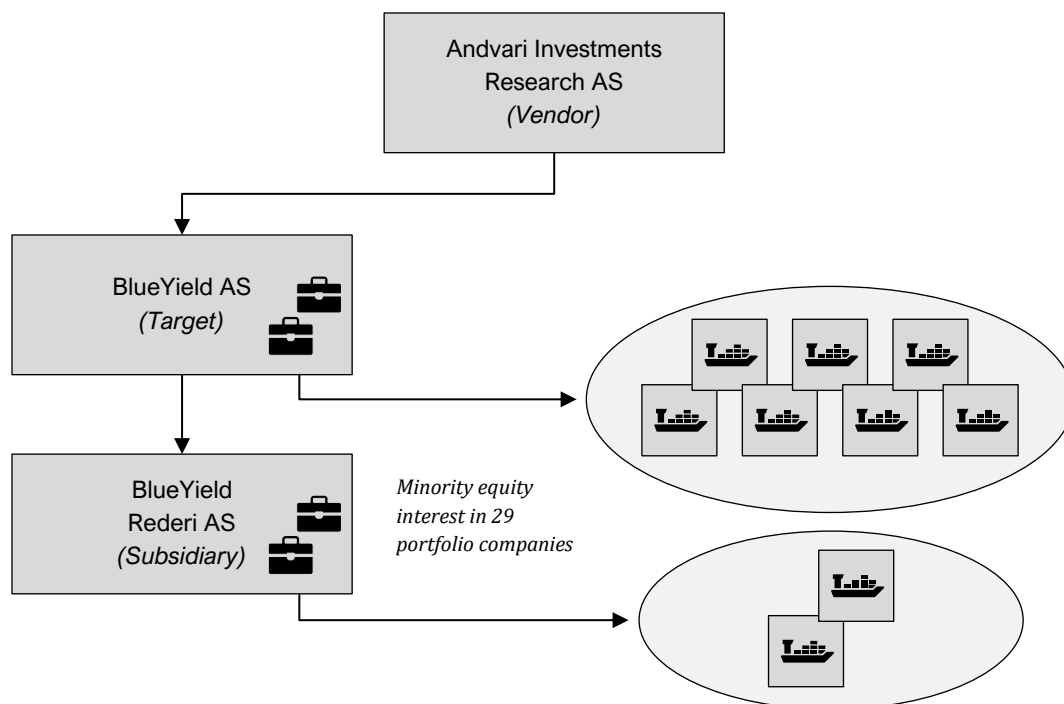 Andvari Investments
Research AS
(Vendor)
BlueYield AS
(Target)
BlueYield
Rederi AS
(Subsidiary)
Minority equity
interest in 29
portfolio companies